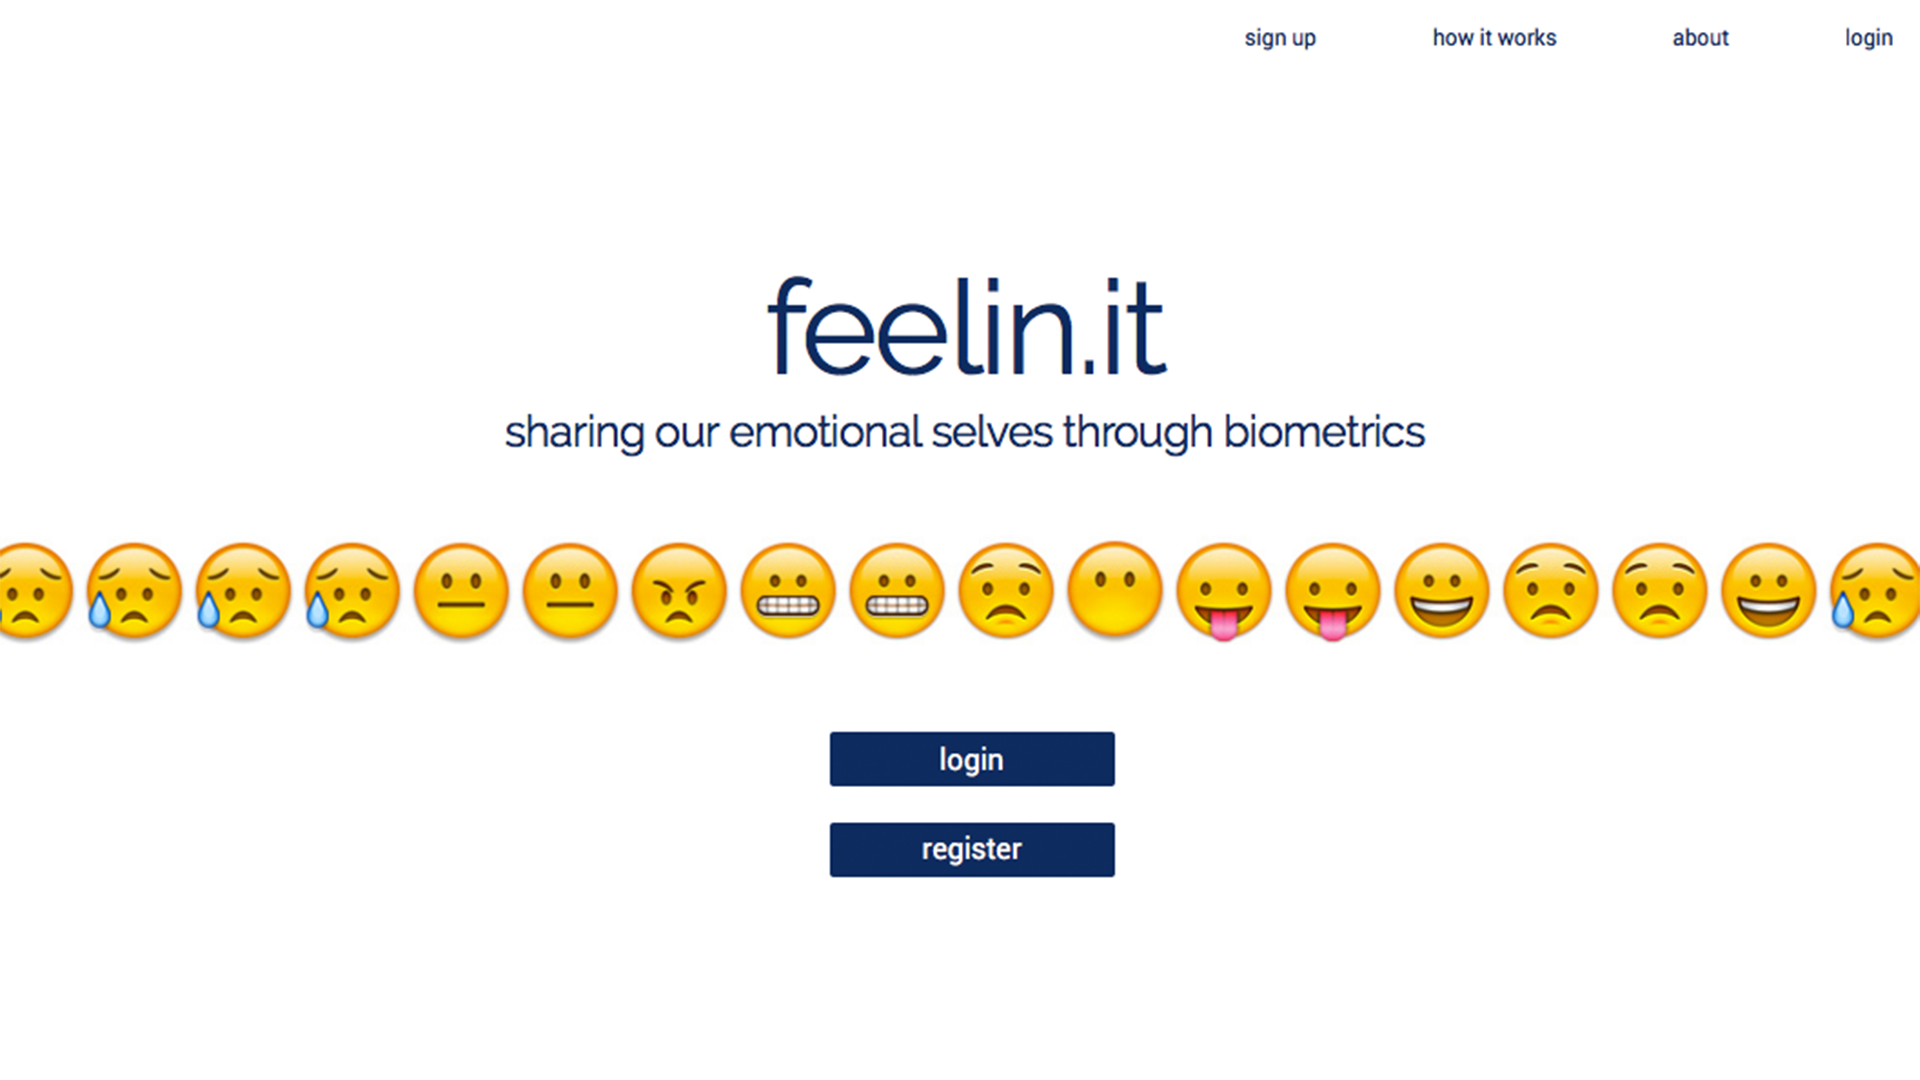 sign up how it works about login
feelin.it
sharing our emotional selves through biometrics
login
register